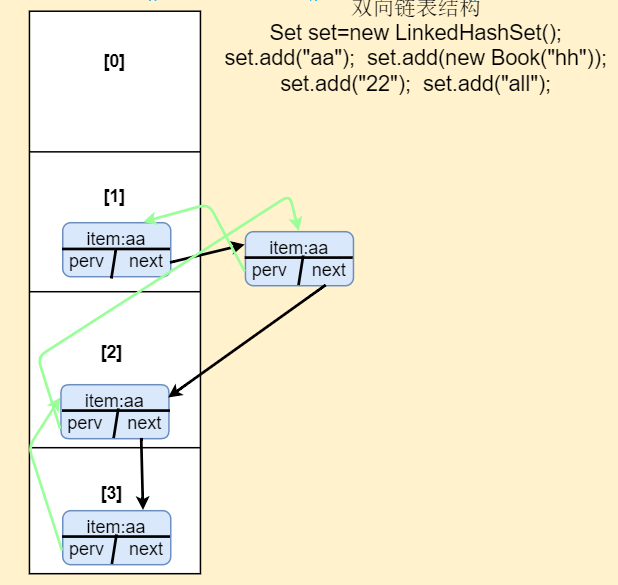 双向链表结构
Set set=new LinkedHashSet();
set.add("aa"); set.add(new Book("hh"));
set.add("22"); set.add("all");
[0]
[1]
item:aa
perv next
item:aa
perv next
[2]
item:aa
perv next
[3]
item:aa
perv next